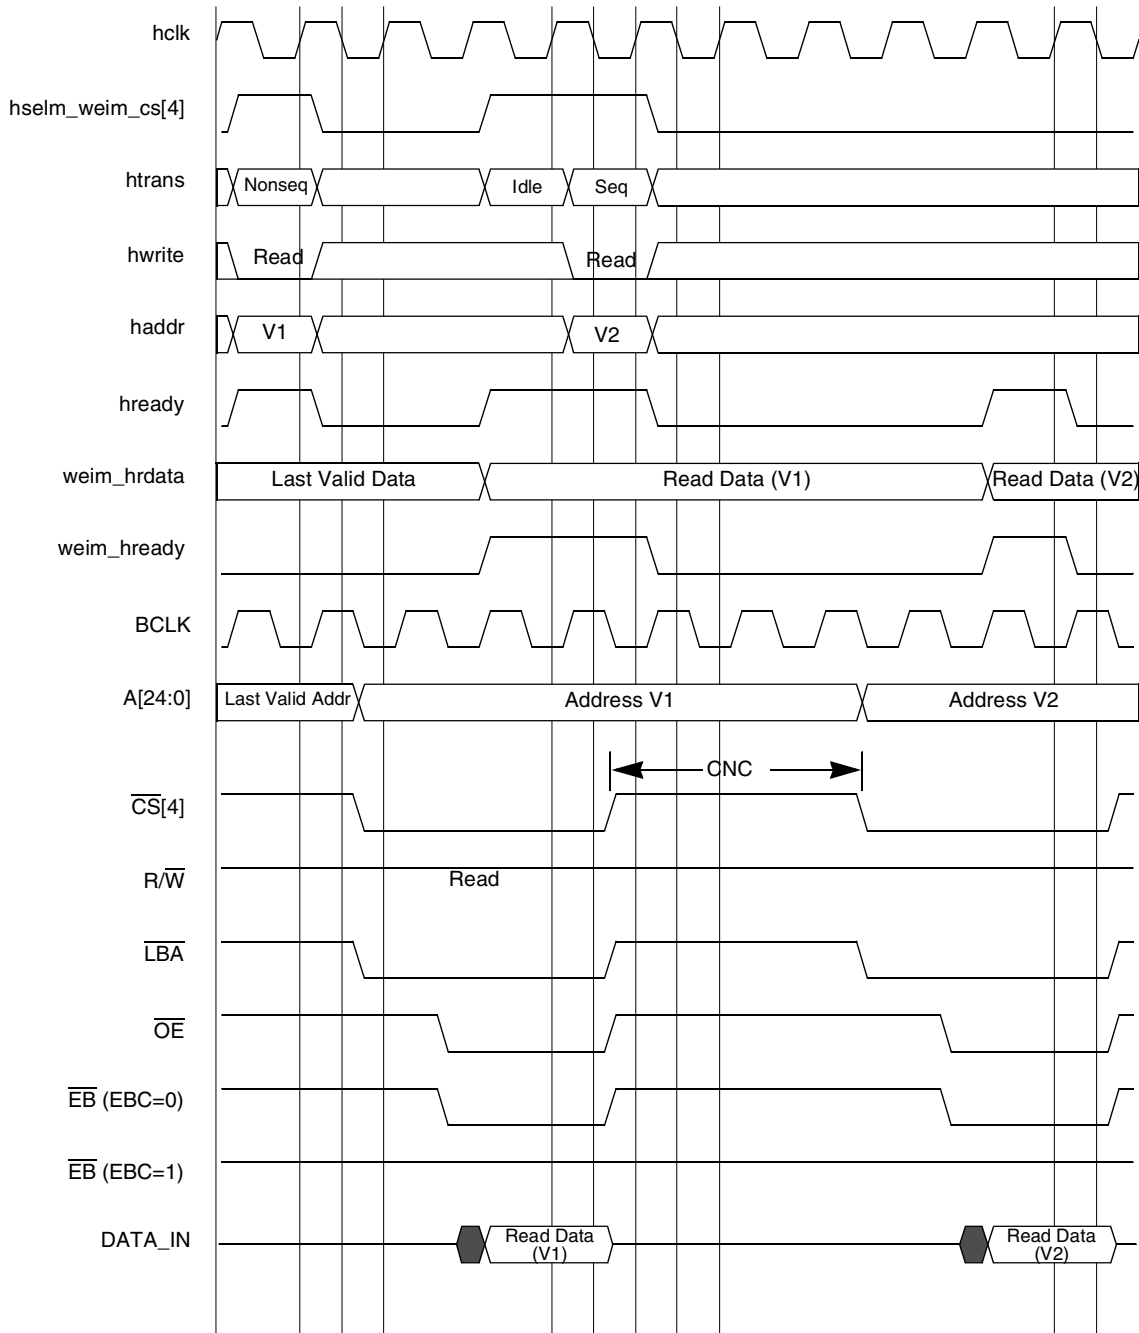 hclk
hselm_weim_cs[4]
htrans Nonseq Idle Seq
hwrite Read Read
haddr V1 V2
hready
weim_hrdata Last Valid Data Read Data (V1) Read Data (V2)
weim_hready
BCLK
A[24:0] Last Valid Addr Address V1 Address V2
CNC
CS[4]
R/W Read
LBA
OE
EB (EBC=0)
EB (EBC=1)
DATA_IN Read Data (V1) Read Data (V2)